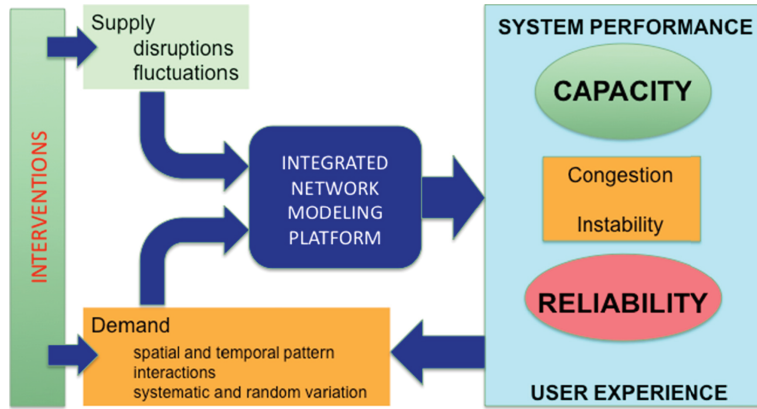 INTERVENTIONS
Supply
disruptions
fluctuations
INTEGRATED
NETWORK
MODELING
PLATFORM
Demand
spatial and temporal pattern
interactions
systematic and random variation
SYSTEM PERFORMANCE
CAPACITY
Congestion
Instability
RELIABILITY
USER EXPERIENCE